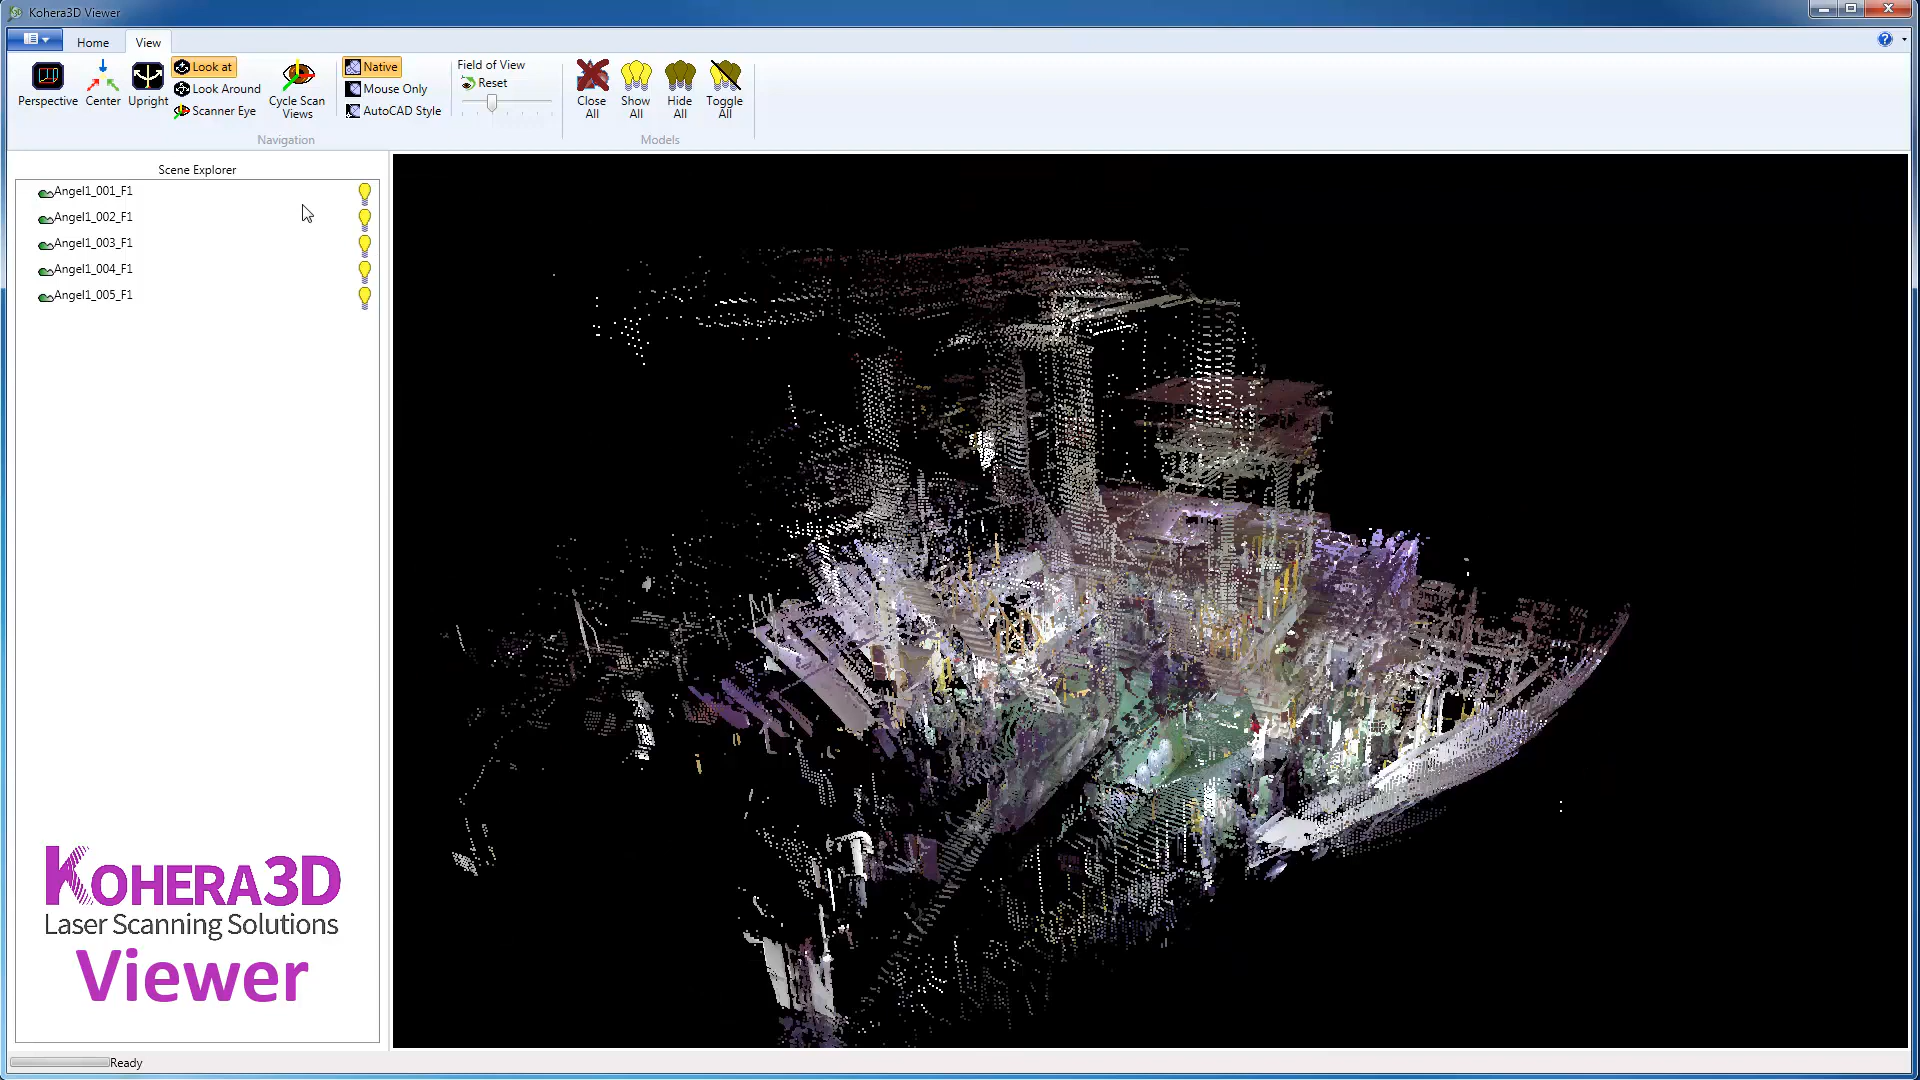 Kohera3D Viewer
Home
View
Perspective
Center
Upright
Look at
Look Around
Scanner Eye
Cycle Scan
Views
Native
Mouse Only
AutoCAD Style
Field of View
Reset
Close
All
Show
All
Hide
All
Toggle
All
Navigation
Models
Scene Explorer
Angel1_001_F1
Angel1_002_F1
Angel1_003_F1
Angel1_004_F1
Angel1_005_F1
KOHERA3D
Laser Scanning Solutions
Viewer
Ready